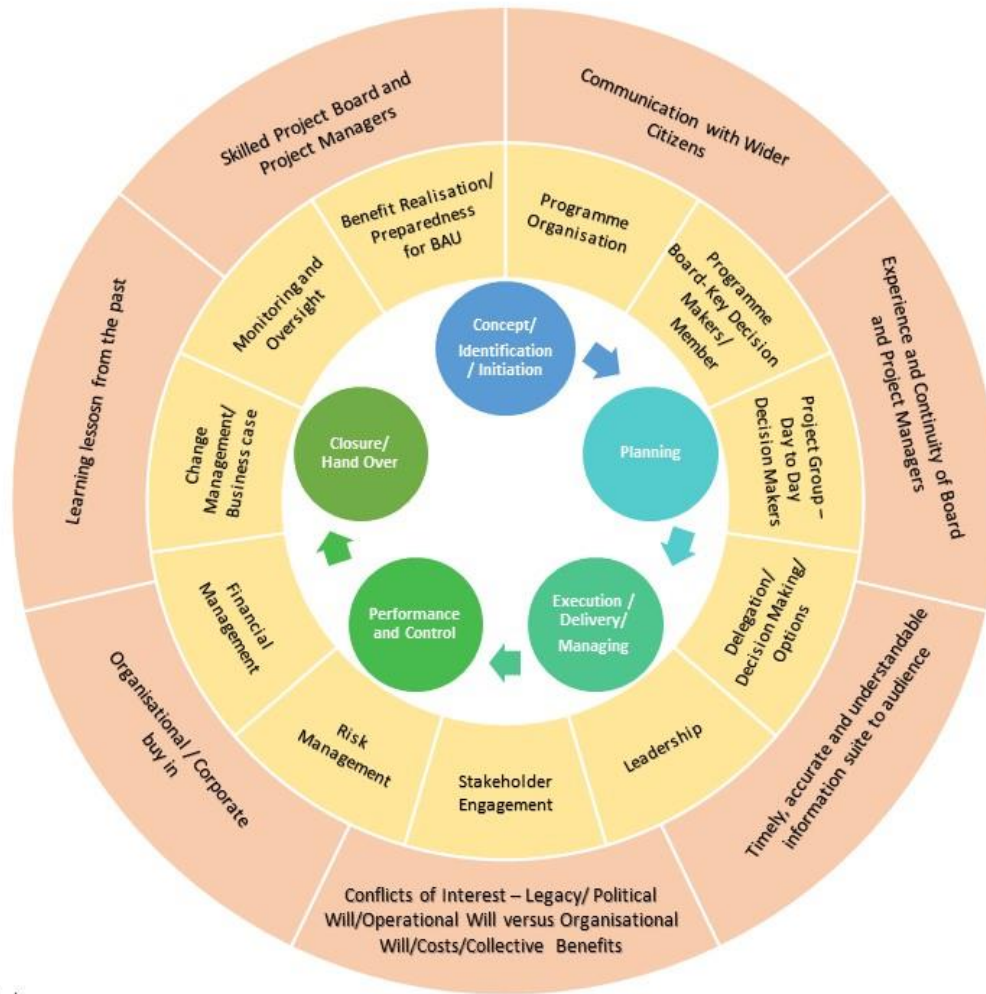 Skilled Project Board and
Project Managers
Communication with Wider
Citizens
Experience and Continuity of Board
and Project Managers
Timely, accurate and understandable
information suite to audience
Conflicts of Interest – Legacy/ Political
Will/Operational Will versus Organisational
Will/Costs/Collective Benefits
Organisational / Corporate
buy in
Learning lessosn from the past
Benefit Realisation/
Preparedness
for BAU
Programme
Organisation
Programme
Board- Key Decision
Makers/
Member
Project Group –
Day to Day
Decision Makers
Delegation/
Decision Making/
Options
Leadership
Stakeholder
Engagement
Risk
Management
Financial
Management
Change
Management/
Business case
Monitoring and
Oversight
Concept/
Identification
/ Initiation
Planning
Execution /
Delivery/
Managing
Performance
and Control
Closure/
Hand Over